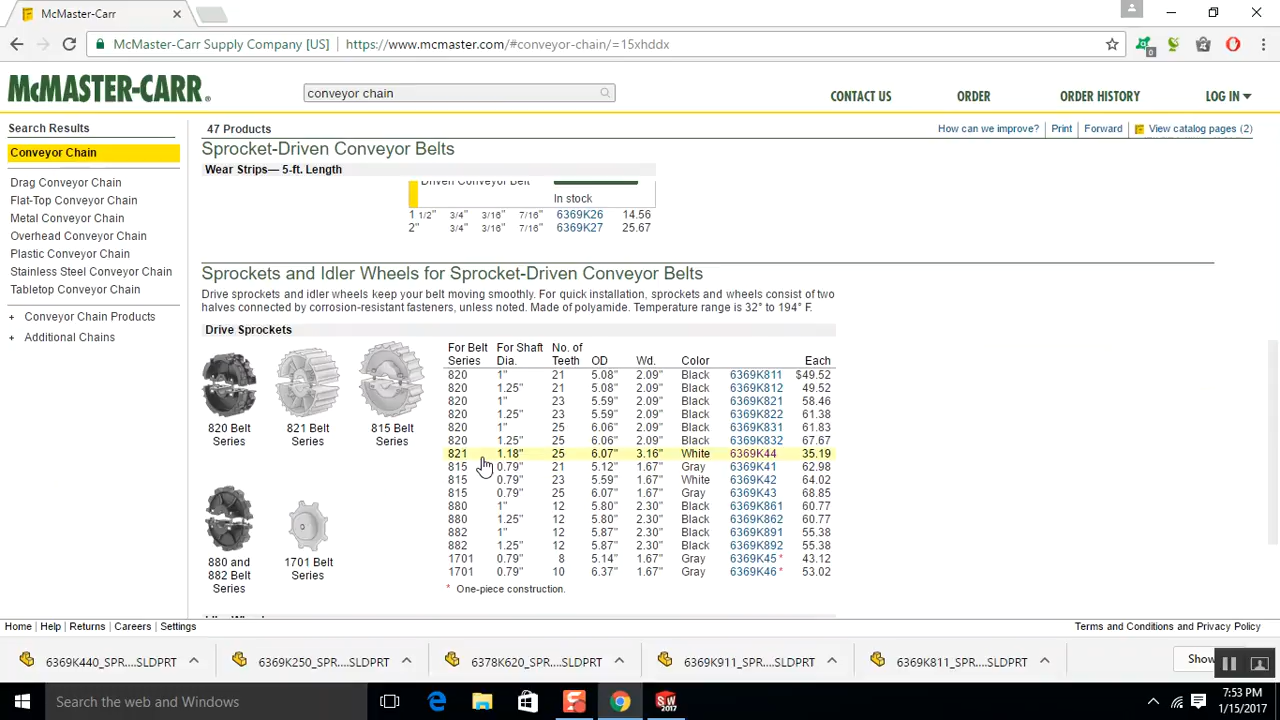 McMaster-Carr
McMaster-Carr Supply Company [US] https://www.mcmaster.com/#conveyor-chain/=15xhddx
0
McMASTER-CARR®
conveyor chain
CONTACT US ORDER ORDER HISTORY LOG IN
Search Results
Conveyor Chain
Drag Conveyor Chain
Flat-Top Conveyor Chain
Metal Conveyor Chain
Overhead Conveyor Chain
Plastic Conveyor Chain
Stainless Steel Conveyor Chain
Tabletop Conveyor Chain
+ Conveyor Chain Products
+ Additional Chains
47 Products
How can we improve? Print Forward View catalog pages (2)
Sprocket-Driven Conveyor Belts
Wear Strips— 5-ft. Length
Driven Conveyor Belt
In stock
1 1/2" 3/4" 3/16" 7/16" 6369K26 14.56
2" 3/4" 3/16" 7/16" 6369K27 25.67
Sprockets and Idler Wheels for Sprocket-Driven Conveyor Belts
Drive sprockets and idler wheels keep your belt moving smoothly. For quick installation, sprockets and wheels consist of two
halves connected by corrosion-resistant fasteners, unless noted. Made of polyamide. Temperature range is 32° to 194° F.
Drive Sprockets
820 Belt Series
821 Belt Series
815 Belt Series
880 and 882 Belt Series
1701 Belt Series
For Belt Series For Shaft Dia. No. of Teeth OD Wd. Color Each
820 1" 21 5.08" 2.09" Black 6369K811 $49.52
820 1.25" 21 5.08" 2.09" Black 6369K812 49.52
820 1" 23 5.59" 2.09" Black 6369K821 58.46
820 1.25" 23 5.59" 2.09" Black 6369K822 61.38
820 1" 25 6.06" 2.09" Black 6369K831 61.83
820 1.25" 25 6.06" 2.09" Black 6369K832 67.67
821 1.18" 25 6.07" 3.16" White 6369K44 35.19
815 0.79" 21 5.12" 1.67" Gray 6369K41 62.98
815 0.79" 23 5.59" 1.67" White 6369K42 64.02
815 0.79" 25 6.07" 1.67" Gray 6369K43 68.85
880 1" 12 5.80" 2.30" Black 6369K861 60.77
880 1.25" 12 5.80" 2.30" Black 6369K862 60.77
882 1" 12 5.87" 2.30" Black 6369K891 55.38
882 1.25" 12 5.87" 2.30" Black 6369K892 55.38
1701 0.79" 8 5.14" 1.67" Gray 6369K45 * 43.12
1701 0.79" 10 6.37" 1.67" Gray 6369K46 * 53.02
* One-piece construction.
Home | Help | Returns | Careers | Settings
Terms and Conditions and Privacy Policy
6369K440_SPR....SLDPRT 6369K250_SPR....SLDPRT 6378K620_SPR....SLDPRT 6369K911_SPR....SLDPRT 6369K811_SPR....SLDPRT Show
Search the web and Windows
SW
2017
7:53 PM
1/15/2017